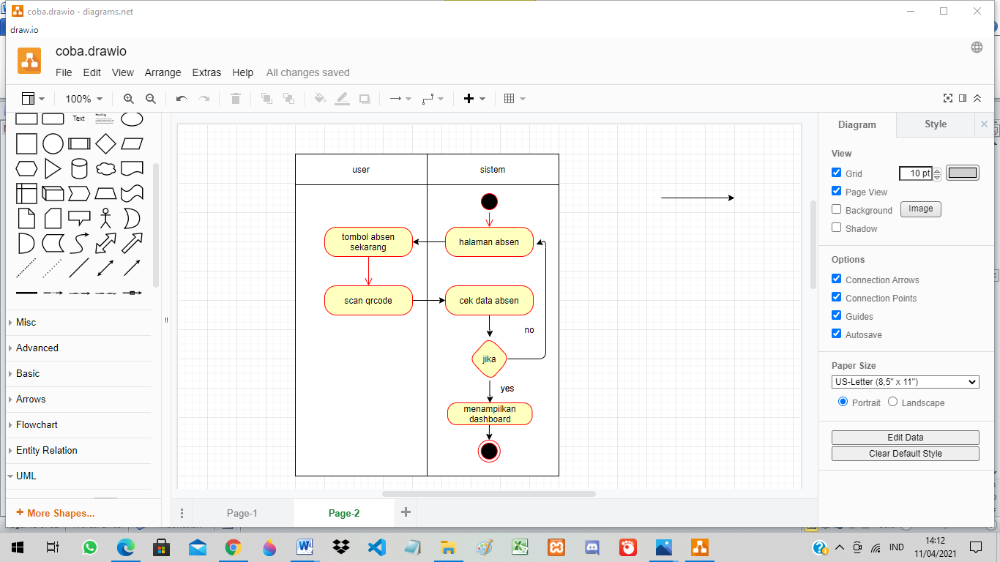 coba.drawio - diagrams.net
draw.io
coba.drawio
File Edit View Arrange Extras Help All changes saved
100%
Text
Misc
Advanced
Basic
Arrows
Flowchart
Entity Relation
UML
+ More Shapes...
user
sistem
halaman absen
tombol absen
sekarang
scan qrcode
cek data absen
no
jika
yes
menampilkan
dashboard
Page-1
Page-2
Diagram
Style
View
Grid
10 pt
Page View
Background
Image
Shadow
Options
Connection Arrows
Connection Points
Guides
Autosave
Paper Size
US-Letter (8,5" x 11")
Portrait
Landscape
Edit Data
Clear Default Style
IND
14:12
11/04/2021